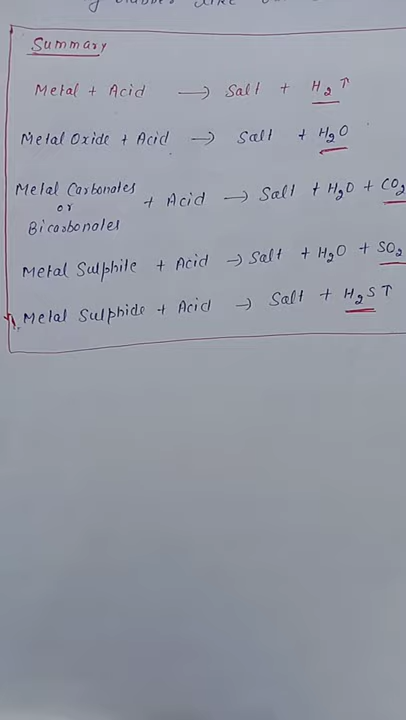 Summary
Metal + Acid → Salt + H₂↑
Metal Oxide + Acid → Salt + H₂O
Metal Carbonates or Bicarbonates + Acid → Salt + H₂O + CO₂
Metal Sulphite + Acid → Salt + H₂O + SO₂
Metal Sulphide + Acid → Salt + H₂S↑